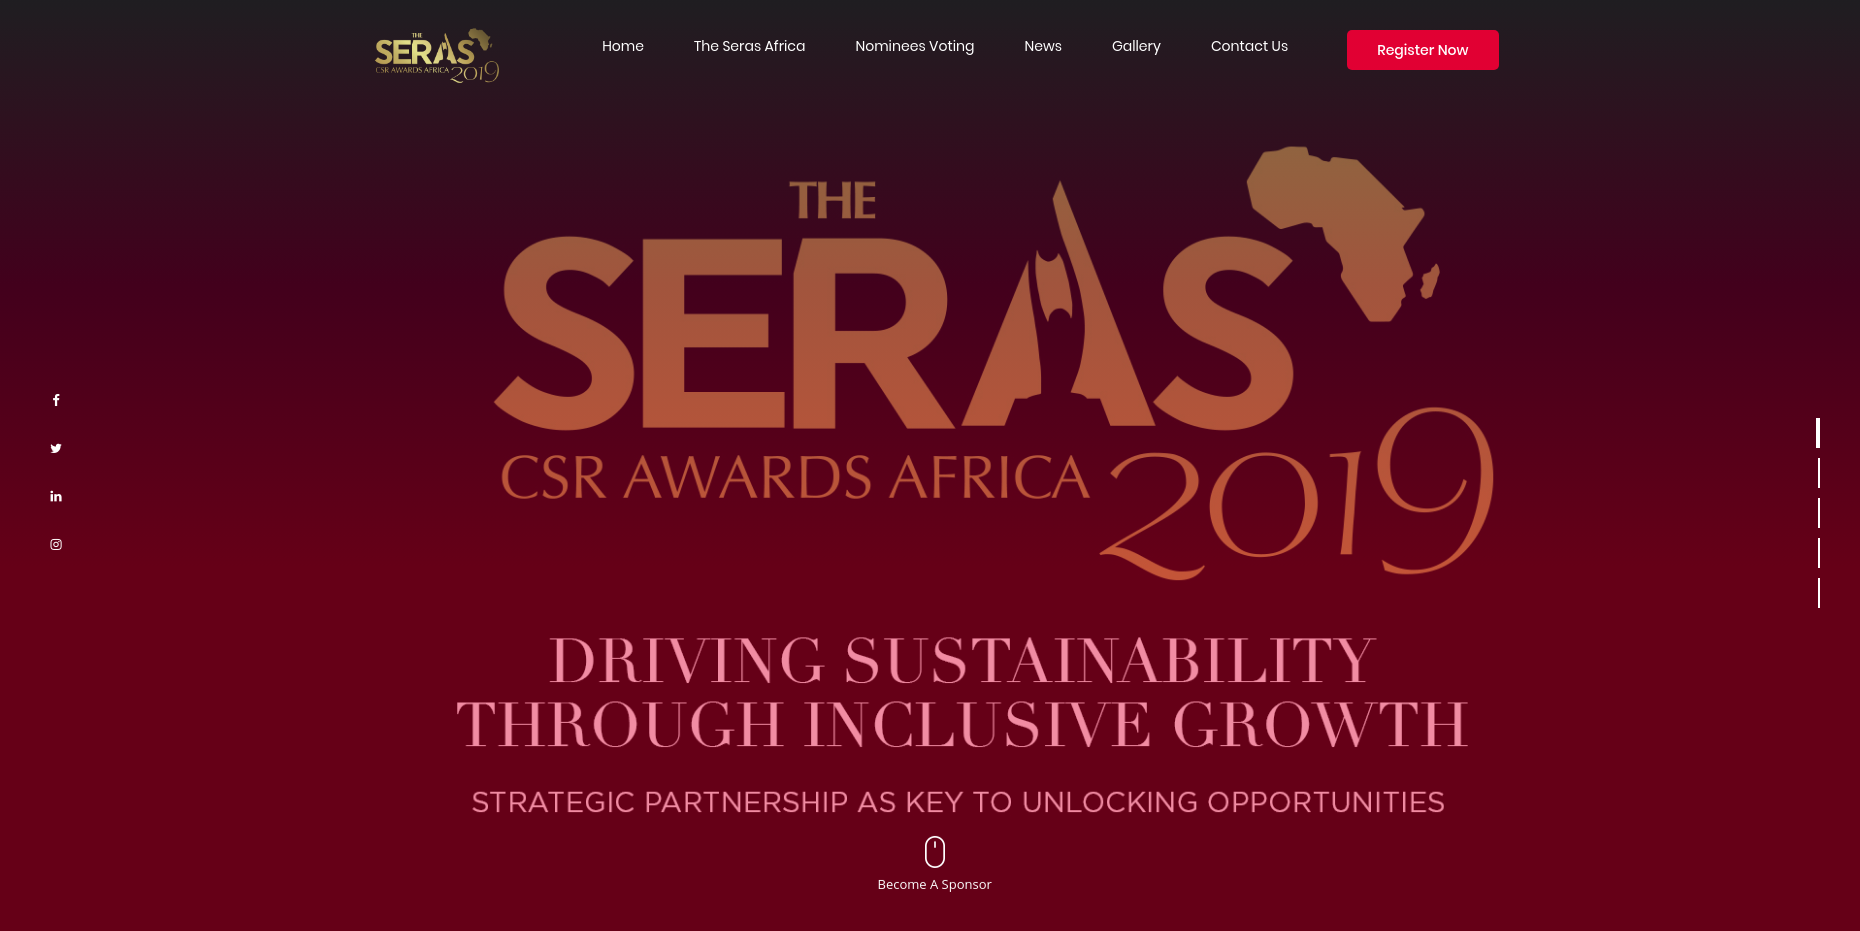 THE
SERAS
CSR AWARDS AFRICA 2019
Home
The Seras Africa
Nominees Voting
News
Gallery
Contact Us
Register Now
THE
SERAS
CSR AWARDS AFRICA 2019
DRIVING SUSTAINABILITY
THROUGH INCLUSIVE GROWTH
STRATEGIC PARTNERSHIP AS KEY TO UNLOCKING OPPORTUNITIES
Become A Sponsor